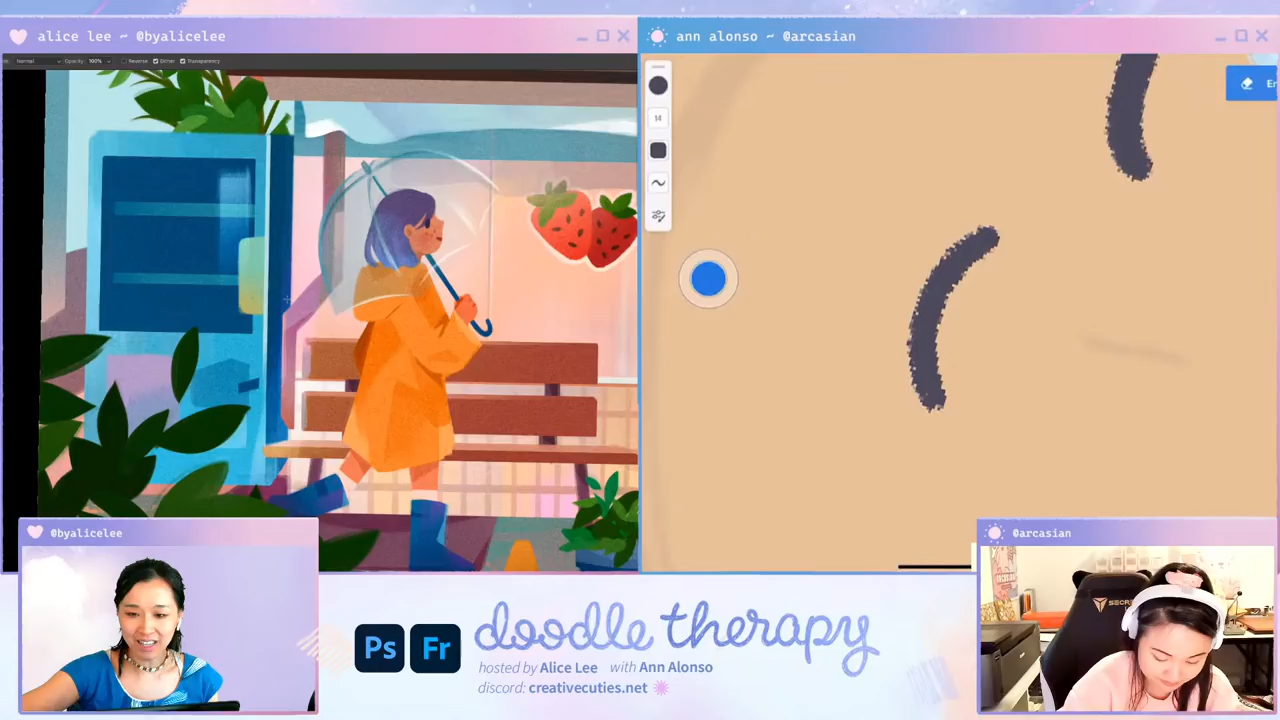 alice lee ~ @byalicelee
ann alonso ~ @arcasian
Normal
Opacity: 100%
Reverse
Dither
Transparency
14
Er
@byalicelee
@arcasian
Ps
Fr
doodle therapy
hosted by Alice Lee with Ann Alonso
discord: creativecuties.net